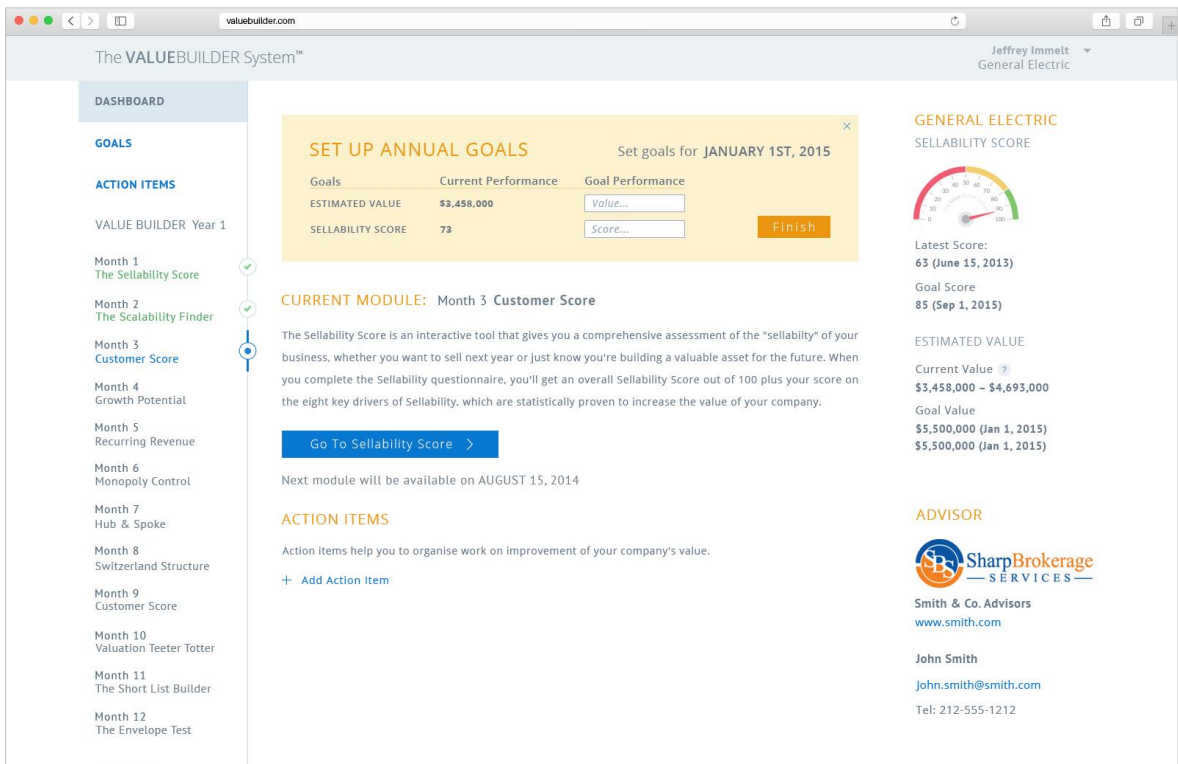 valuebuilder.com
The VALUEBUILDER System™
Jeffrey Immelt
General Electric
DASHBOARD
GOALS
ACTION ITEMS
VALUE BUILDER Year 1
Month 1
The Sellability Score
Month 2
The Scalability Finder
Month 3
Customer Score
Month 4
Growth Potential
Month 5
Recurring Revenue
Month 6
Monopoly Control
Month 7
Hub & Spoke
Month 8
Switzerland Structure
Month 9
Customer Score
Month 10
Valuation Teeter Totter
Month 11
The Short List Builder
Month 12
The Envelope Test
SET UP ANNUAL GOALS
Set goals for JANUARY 1ST, 2015
Goals Current Performance Goal Performance
ESTIMATED VALUE $3,458,000 Value...
SELLABILITY SCORE 73 Score...
Finish
CURRENT MODULE: Month 3 Customer Score
The Sellability Score is an interactive tool that gives you a comprehensive assessment of the "sellabilty" of your
business, whether you want to sell next year or just know you're building a valuable asset for the future. When
you complete the Sellability questionnaire, you'll get an overall Sellability Score out of 100 plus your score on
the eight key drivers of Sellability, which are statistically proven to increase the value of your company.
Go To Sellability Score
Next module will be available on AUGUST 15, 2014
ACTION ITEMS
Action items help you to organise work on improvement of your company's value.
+ Add Action Item
GENERAL ELECTRIC
SELLABILITY SCORE
0 10 20 30 40 50 60 70 80 90 100
Latest Score:
63 (June 15, 2013)
Goal Score
85 (Sep 1, 2015)
ESTIMATED VALUE
Current Value ?
$3,458,000 – $4,693,000
Goal Value
$5,500,000 (Jan 1, 2015)
$5,500,000 (Jan 1, 2015)
ADVISOR
SBS
SharpBrokerage
SERVICES
Smith & Co. Advisors
www.smith.com
John Smith
John.smith@smith.com
Tel: 212-555-1212